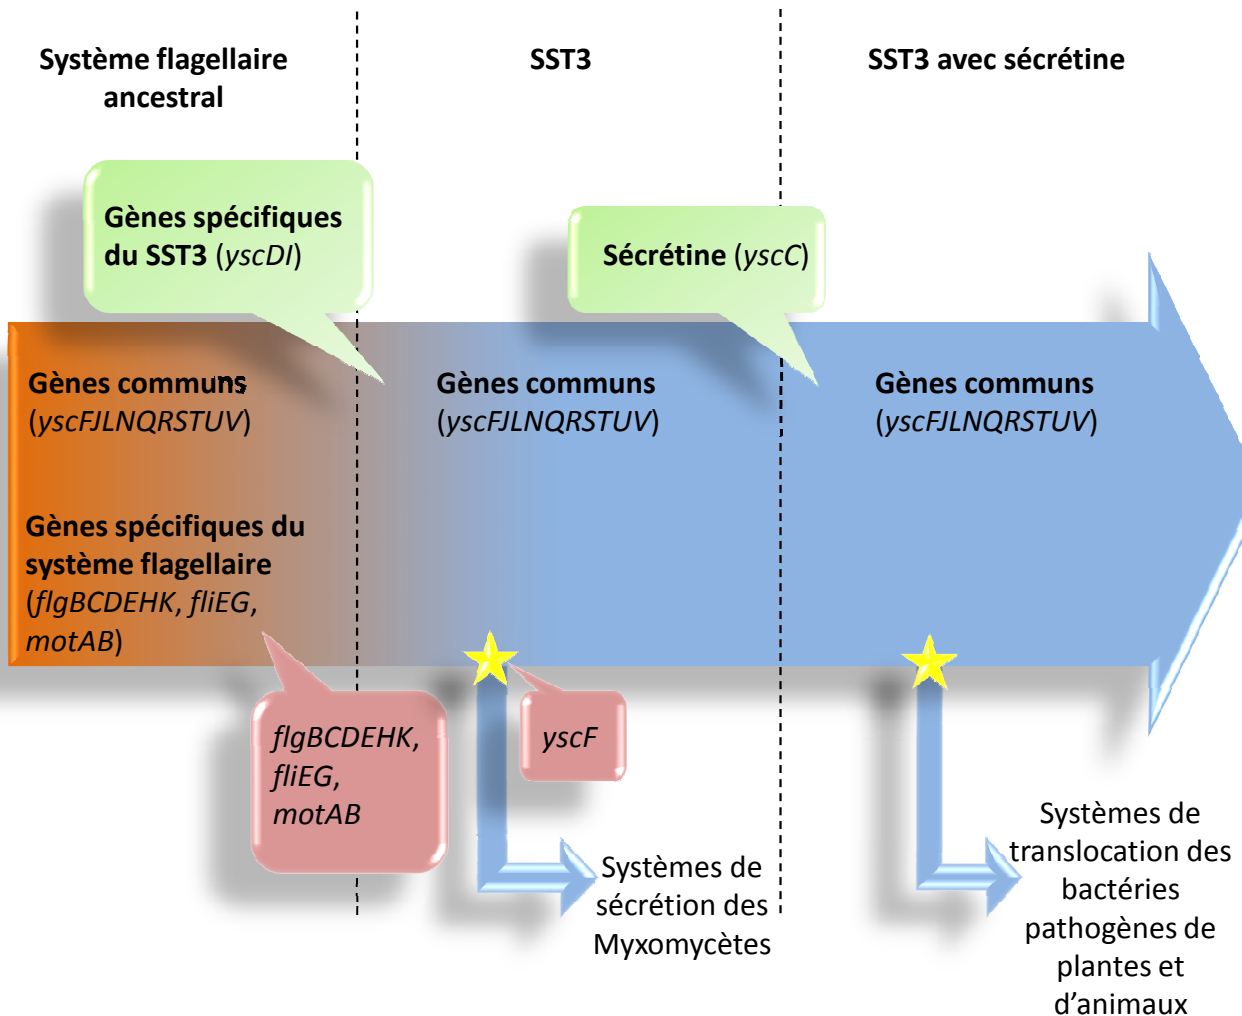 Système flagellaire
ancestral
SST3
SST3 avec sécrétine
Gènes spécifiques
du SST3 (yscDI)
Sécrétine (yscC)
Gènes communs
(yscFJLNQRSTUV)
Gènes communs
(yscFJLNQRSTUV)
Gènes communs
(yscFJLNQRSTUV)
Gènes spécifiques du
système flagellaire
(flgBCDEHK, fliEG,
motAB)
flgBCDEHK,
fliEG,
motAB
yscF
Systèmes de
sécrétion des
Myxomycètes
Systèmes de
translocation des
bactéries
pathogènes de
plantes et
d’animaux